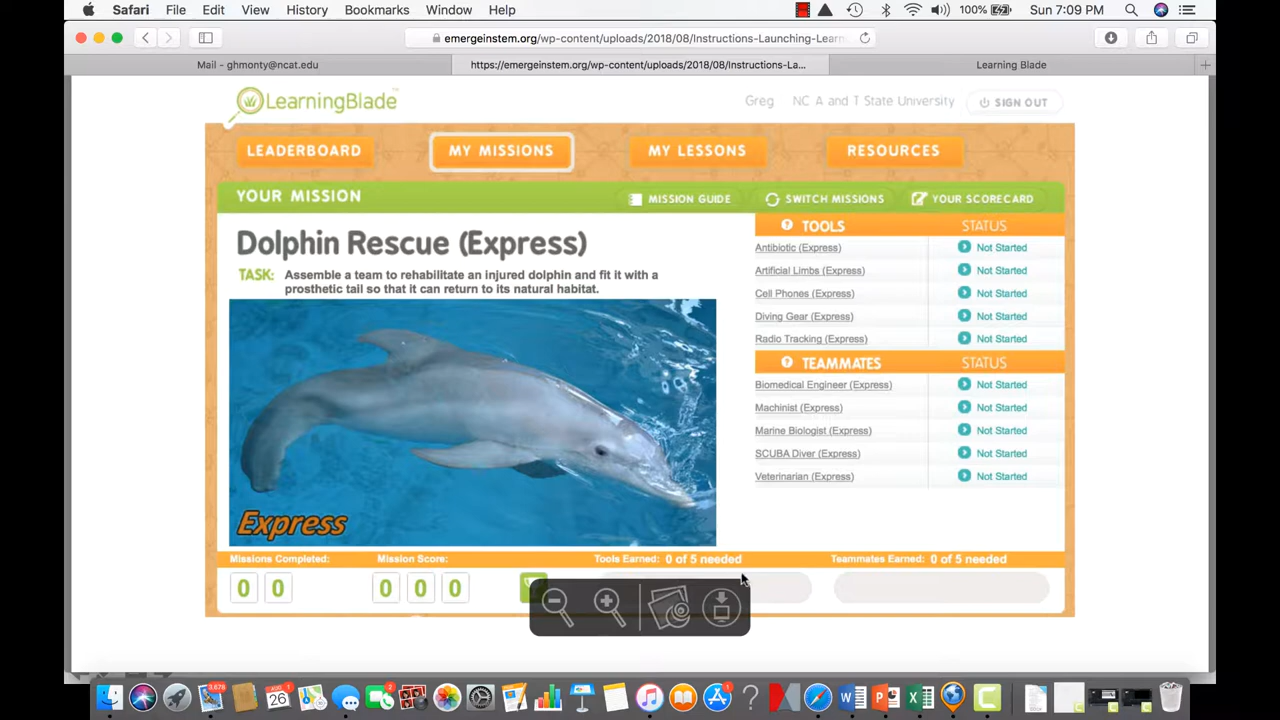 Safari File Edit View History Bookmarks Window Help 100% Sun 7:09 PM
emergeinstem.org/wp-content/uploads/2018/08/Instructions-Launching-Learn
Mail - ghmonty@ncat.edu https://emergeinstem.org/wp-content/uploads/2018/08/Instructions-La... Learning Blade
LearningBlade™ Greg NC A and T State University SIGN OUT
LEADERBOARD MY MISSIONS MY LESSONS RESOURCES
YOUR MISSION MISSION GUIDE SWITCH MISSIONS YOUR SCORECARD
Dolphin Rescue (Express)
TASK: Assemble a team to rehabilitate an injured dolphin and fit it with a
prosthetic tail so that it can return to its natural habitat.
Express
? TOOLS STATUS
Antibiotic (Express) Not Started
Artificial Limbs (Express) Not Started
Cell Phones (Express) Not Started
Diving Gear (Express) Not Started
Radio Tracking (Express) Not Started
? TEAMMATES STATUS
Biomedical Engineer (Express) Not Started
Machinist (Express) Not Started
Marine Biologist (Express) Not Started
SCUBA Diver (Express) Not Started
Veterinarian (Express) Not Started
Missions Completed: Mission Score: Tools Earned: 0 of 5 needed Teammates Earned: 0 of 5 needed
0 0 0 0 0